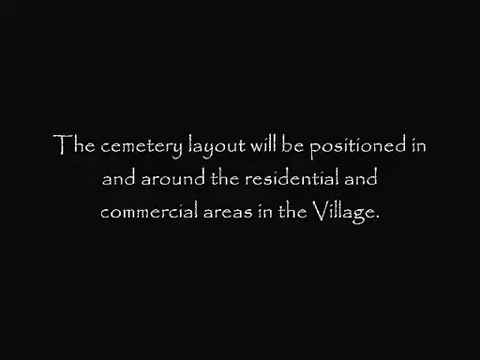 The cemetery layout will be positioned in
and around the residential and
commercial areas in the Village.